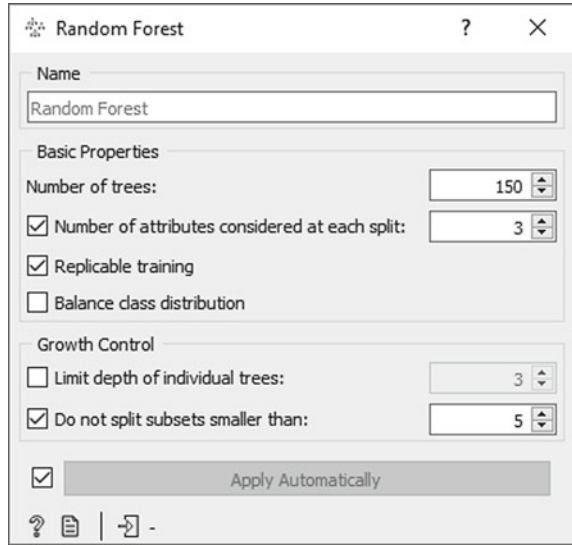 Random Forest ? X
Name
Random Forest
Basic Properties
Number of trees: 150
Number of attributes considered at each split: 3
Replicable training
Balance class distribution
Growth Control
Limit depth of individual trees: 3
Do not split subsets smaller than: 5
Apply Automatically
? -